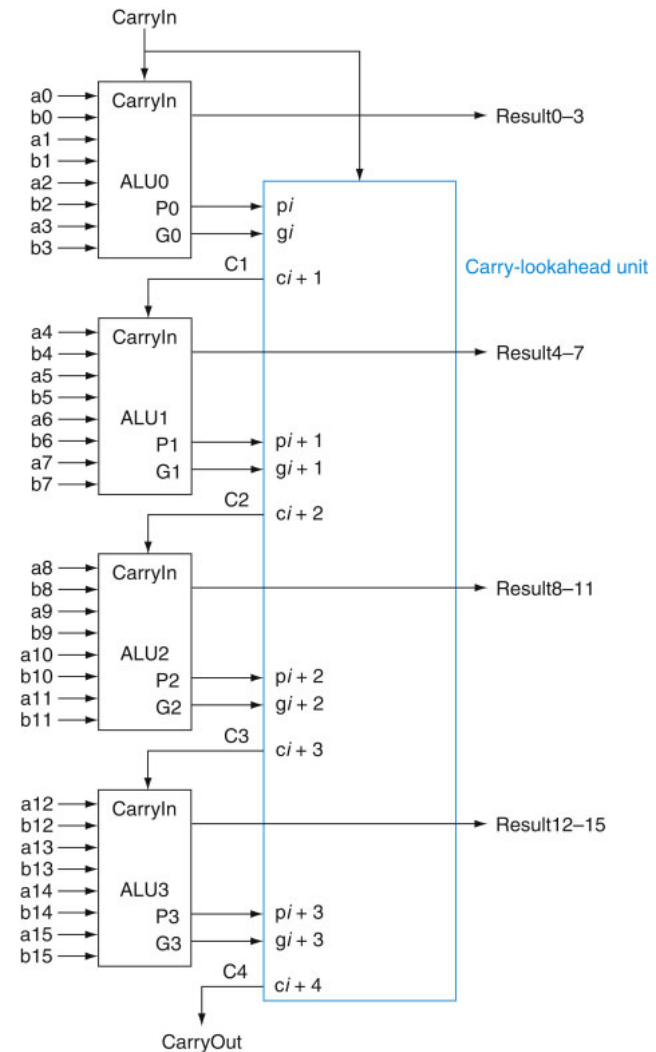 CarryIn
a0
CarryIn
b0
Result0–3
a1
b1
a2
ALU0
b2
P0
pi
a3
G0
gi
b3
C1
ci + 1
Carry-lookahead unit
a4
CarryIn
b4
Result4–7
a5
b5
a6
ALU1
b6
P1
pi + 1
a7
G1
gi + 1
b7
C2
ci + 2
a8
CarryIn
b8
Result8–11
a9
b9
a10
ALU2
b10
P2
pi + 2
a11
G2
gi + 2
b11
C3
ci + 3
a12
CarryIn
b12
Result12–15
a13
b13
a14
ALU3
b14
P3
pi + 3
a15
G3
gi + 3
b15
C4
ci + 4
CarryOut